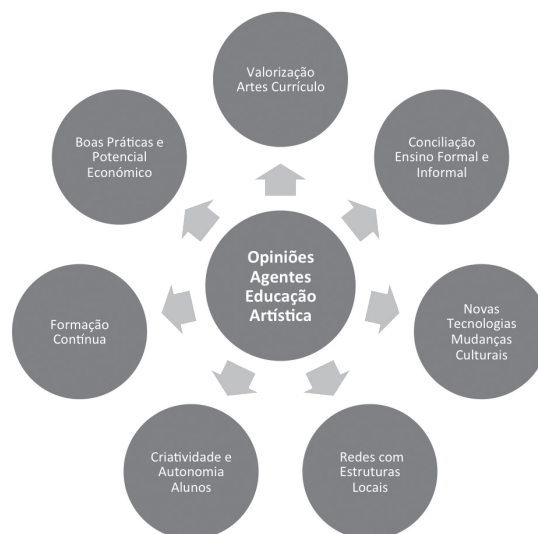 Valorização
Artes Currículo
Conciliação
Ensino Formal e
Informal
Novas
Tecnologias
Mudanças
Culturais
Redes com
Estruturas
Locais
Criatividade e
Autonomia
Alunos
Formação
Contínua
Boas Práticas e
Potencial
Económico
Opiniões
Agentes
Educação
Artística